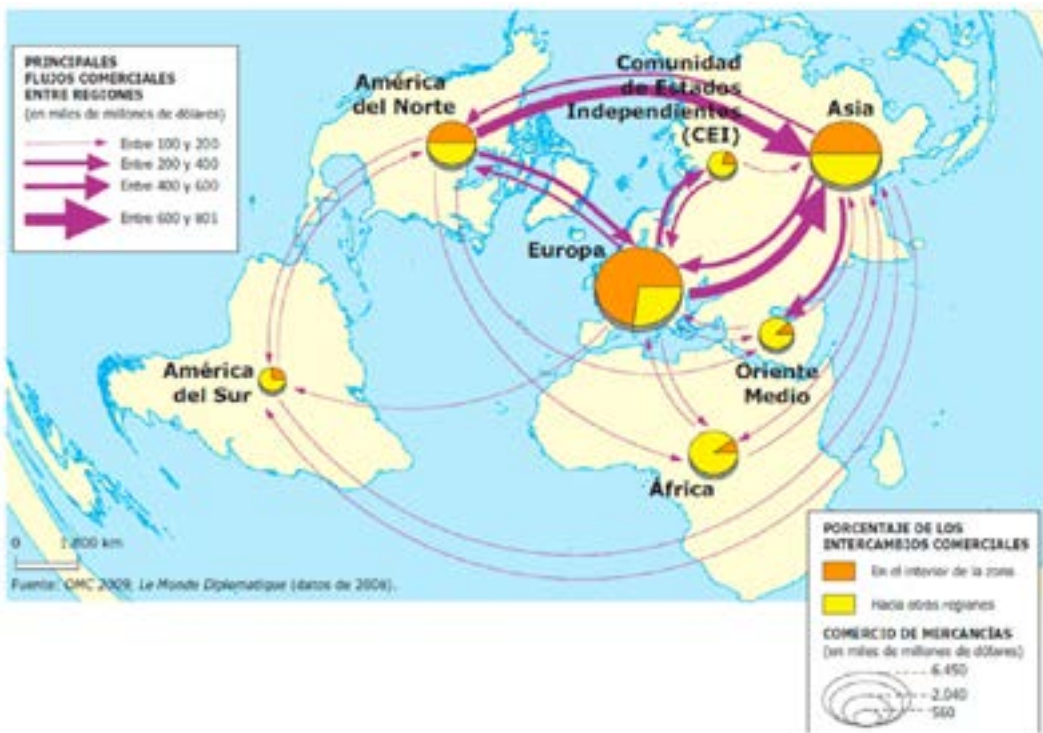 PRINCIPALES
FLUJOS COMERCIALES
ENTRE REGIONES
(en miles de millones de dólares)
Entre 100 y 200
Entre 200 y 400
Entre 400 y 600
Entre 600 y 801
América
del Norte
Comunidad
de Estados
Independientes
(CEI)
Asia
Europa
América
del Sur
Oriente
Medio
África
0 1.800 km
Fuente: OMC 2009, Le Monde Diplomatique (datos de 2008).
PORCENTAJE DE LOS
INTERCAMBIOS COMERCIALES
En el interior de la zona
Hacia otras regiones
COMERCIO DE MERCANCÍAS
(en miles de millones de dólares)
6.450
2.040
560